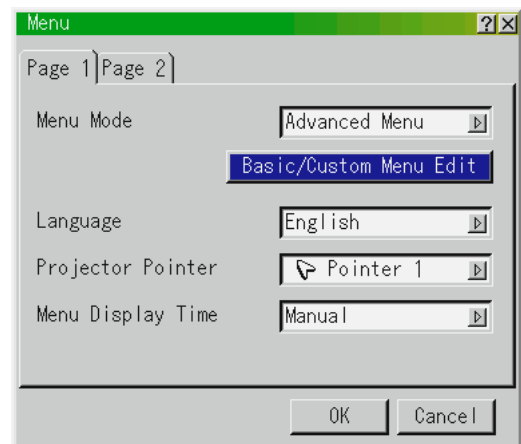 Menu
?
Page 1 Page 2
Menu Mode Advanced Menu
Basic/Custom Menu Edit
Language English
Projector Pointer Pointer 1
Menu Display Time Manual
OK Cancel